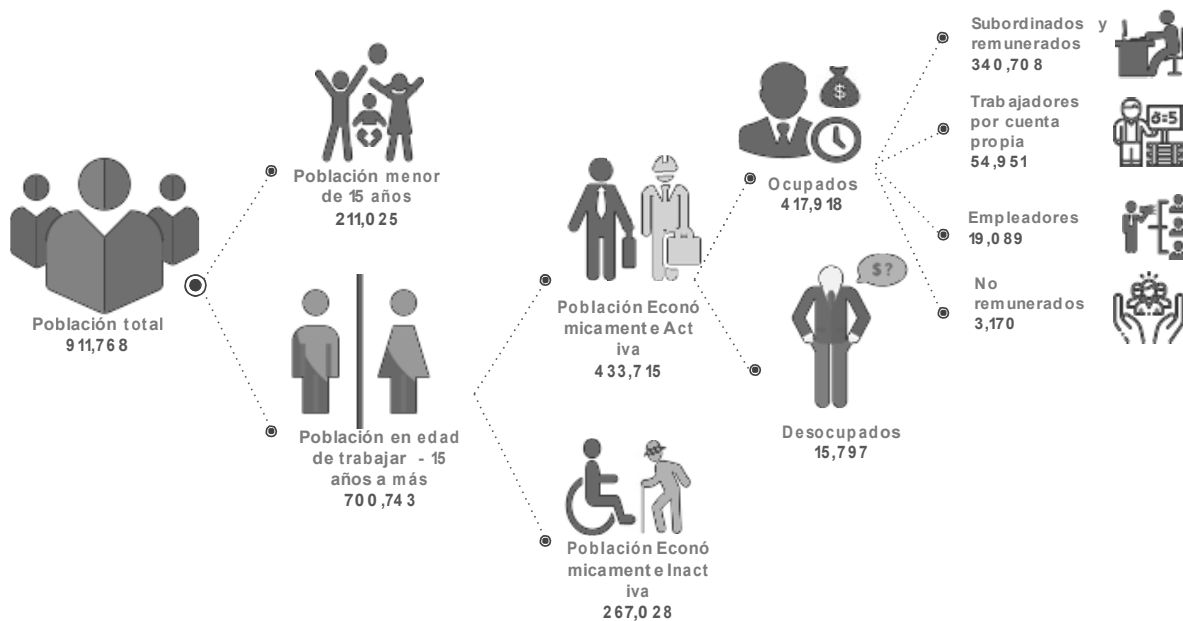 Población total
911,768
Población menor
de 15 años
211,025
Población en edad
de trabajar - 15
años a más
700,743
Población Econó
micamente Act
iva
433,715
Población Econó
micamente Inact
iva
267,028
Ocupados
417,918
$
Desocupados
15,797
$?
Subordinados y
remunerados
340,708
Trabajadores
por cuenta
propia
54,951
Empleadores
19,089
No
remunerados
3,170